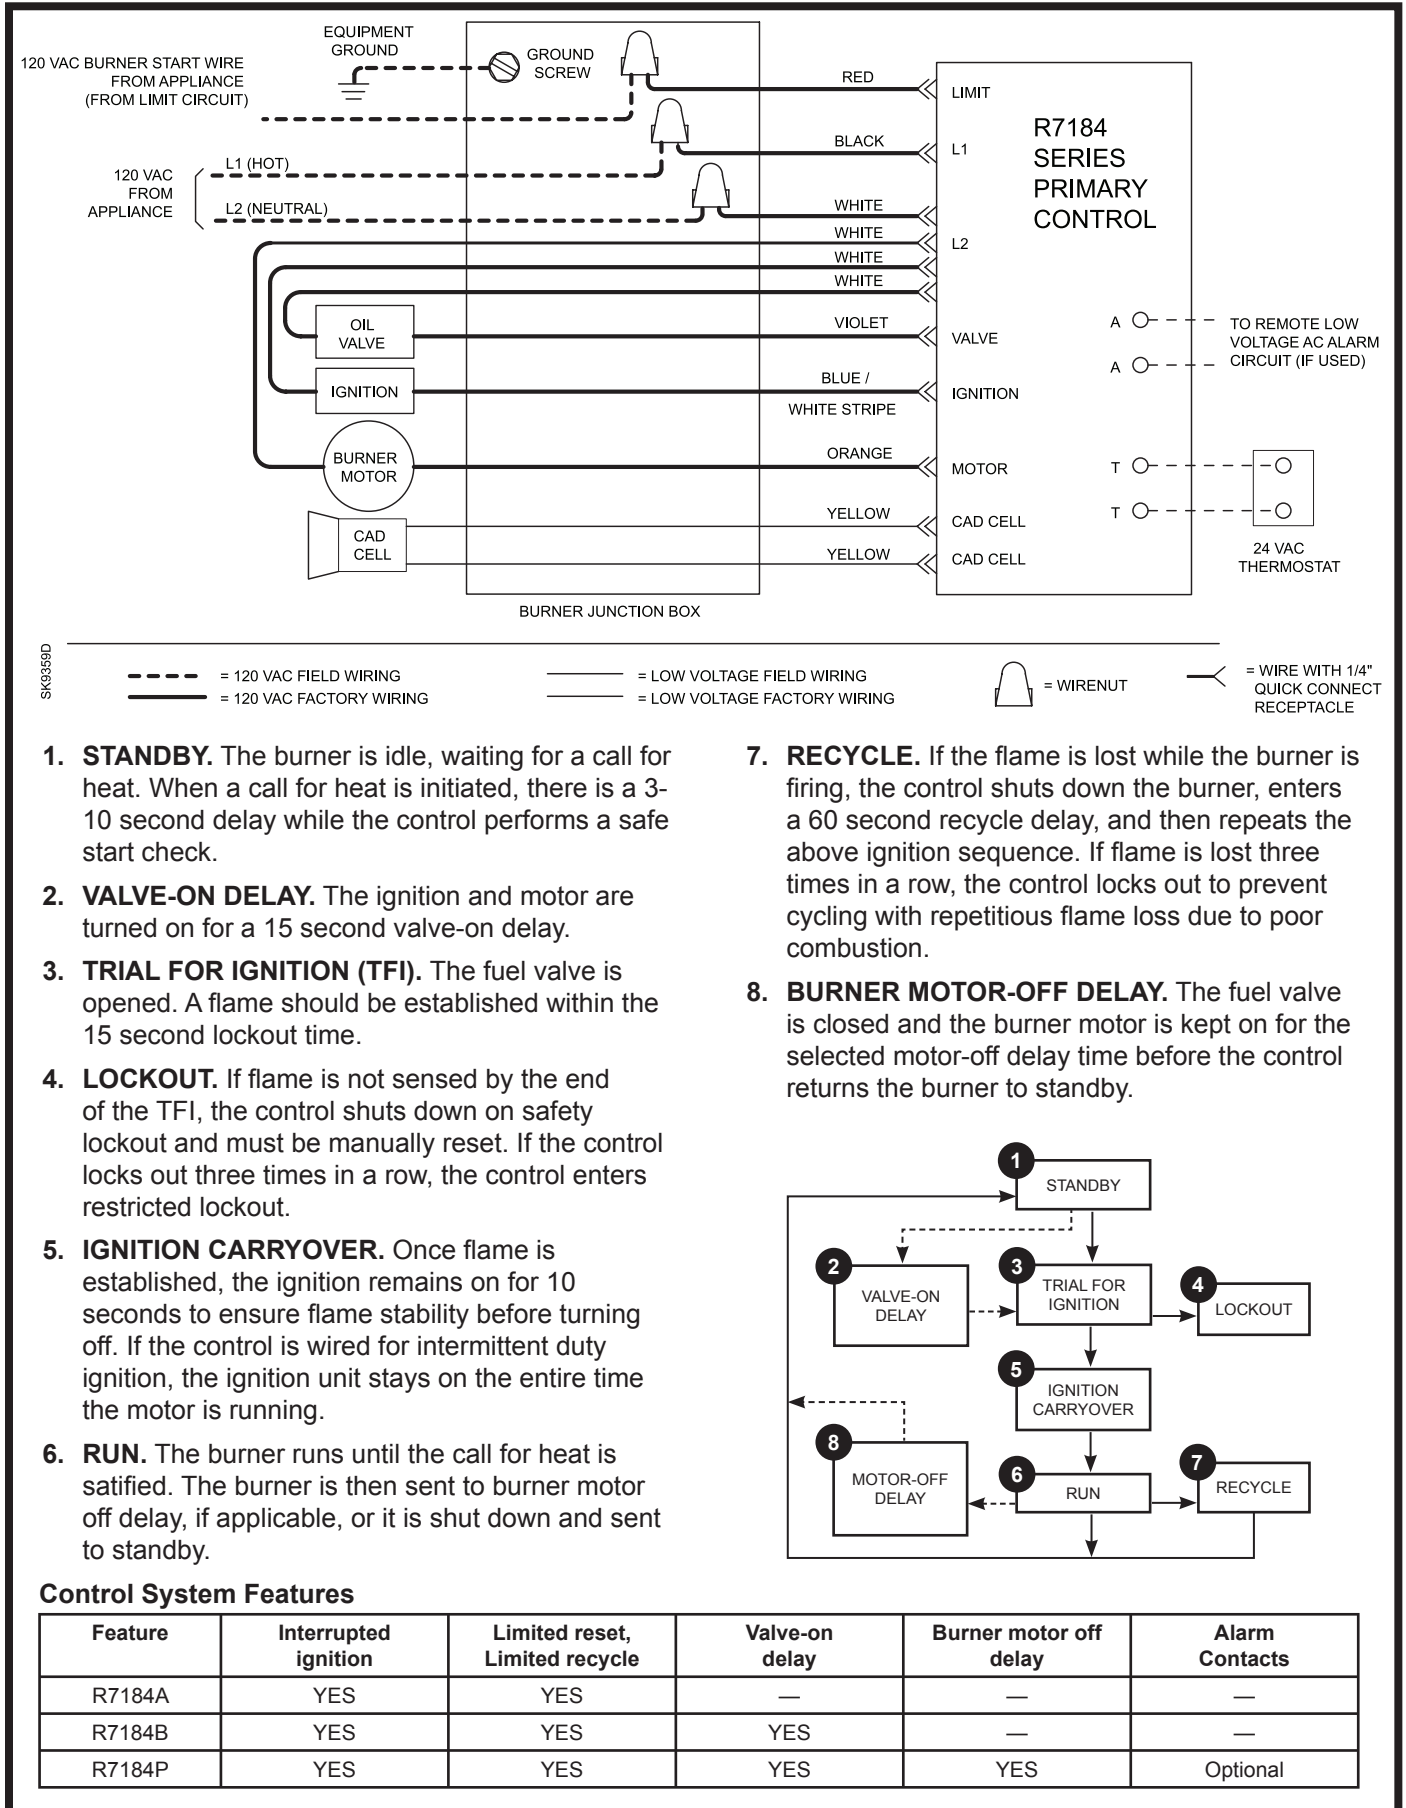 EQUIPMENT
GROUND
GROUND
SCREW
120 VAC BURNER START WIRE
FROM APPLIANCE
(FROM LIMIT CIRCUIT)
RED
LIMIT
R7184
SERIES
PRIMARY
CONTROL
BLACK
L1
120 VAC
FROM
APPLIANCE
L1 (HOT)
L2 (NEUTRAL)
WHITE
WHITE
L2
WHITE
WHITE
OIL
VALVE
VIOLET
VALVE
A
A
TO REMOTE LOW
VOLTAGE AC ALARM
CIRCUIT (IF USED)
IGNITION
BLUE /
WHITE STRIPE
IGNITION
BURNER
MOTOR
ORANGE
MOTOR
T
T
24 VAC
THERMOSTAT
CAD
CELL
YELLOW
CAD CELL
YELLOW
CAD CELL
BURNER JUNCTION BOX
SK9359D
= 120 VAC FIELD WIRING
= 120 VAC FACTORY WIRING
= LOW VOLTAGE FIELD WIRING
= LOW VOLTAGE FACTORY WIRING
= WIRENUT
= WIRE WITH 1/4"
QUICK CONNECT
RECEPTACLE
1. STANDBY. The burner is idle, waiting for a call for
heat. When a call for heat is initiated, there is a 3-
10 second delay while the control performs a safe
start check.
2. VALVE-ON DELAY. The ignition and motor are
turned on for a 15 second valve-on delay.
3. TRIAL FOR IGNITION (TFI). The fuel valve is
opened. A flame should be established within the
15 second lockout time.
4. LOCKOUT. If flame is not sensed by the end
of the TFI, the control shuts down on safety
lockout and must be manually reset. If the control
locks out three times in a row, the control enters
restricted lockout.
5. IGNITION CARRYOVER. Once flame is
established, the ignition remains on for 10
seconds to ensure flame stability before turning
off. If the control is wired for intermittent duty
ignition, the ignition unit stays on the entire time
the motor is running.
6. RUN. The burner runs until the call for heat is
satified. The burner is then sent to burner motor
off delay, if applicable, or it is shut down and sent
to standby.
7. RECYCLE. If the flame is lost while the burner is
firing, the control shuts down the burner, enters
a 60 second recycle delay, and then repeats the
above ignition sequence. If flame is lost three
times in a row, the control locks out to prevent
cycling with repetitious flame loss due to poor
combustion.
8. BURNER MOTOR-OFF DELAY. The fuel valve
is closed and the burner motor is kept on for the
selected motor-off delay time before the control
returns the burner to standby.
1
STANDBY
2
VALVE-ON
DELAY
3
TRIAL FOR
IGNITION
4
LOCKOUT
5
IGNITION
CARRYOVER
8
MOTOR-OFF
DELAY
6
RUN
7
RECYCLE
Control System Features
Feature Interrupted ignition Limited reset, Limited recycle Valve-on delay Burner motor off delay Alarm Contacts
R7184A YES YES — — —
R7184B YES YES YES — —
R7184P YES YES YES YES Optional